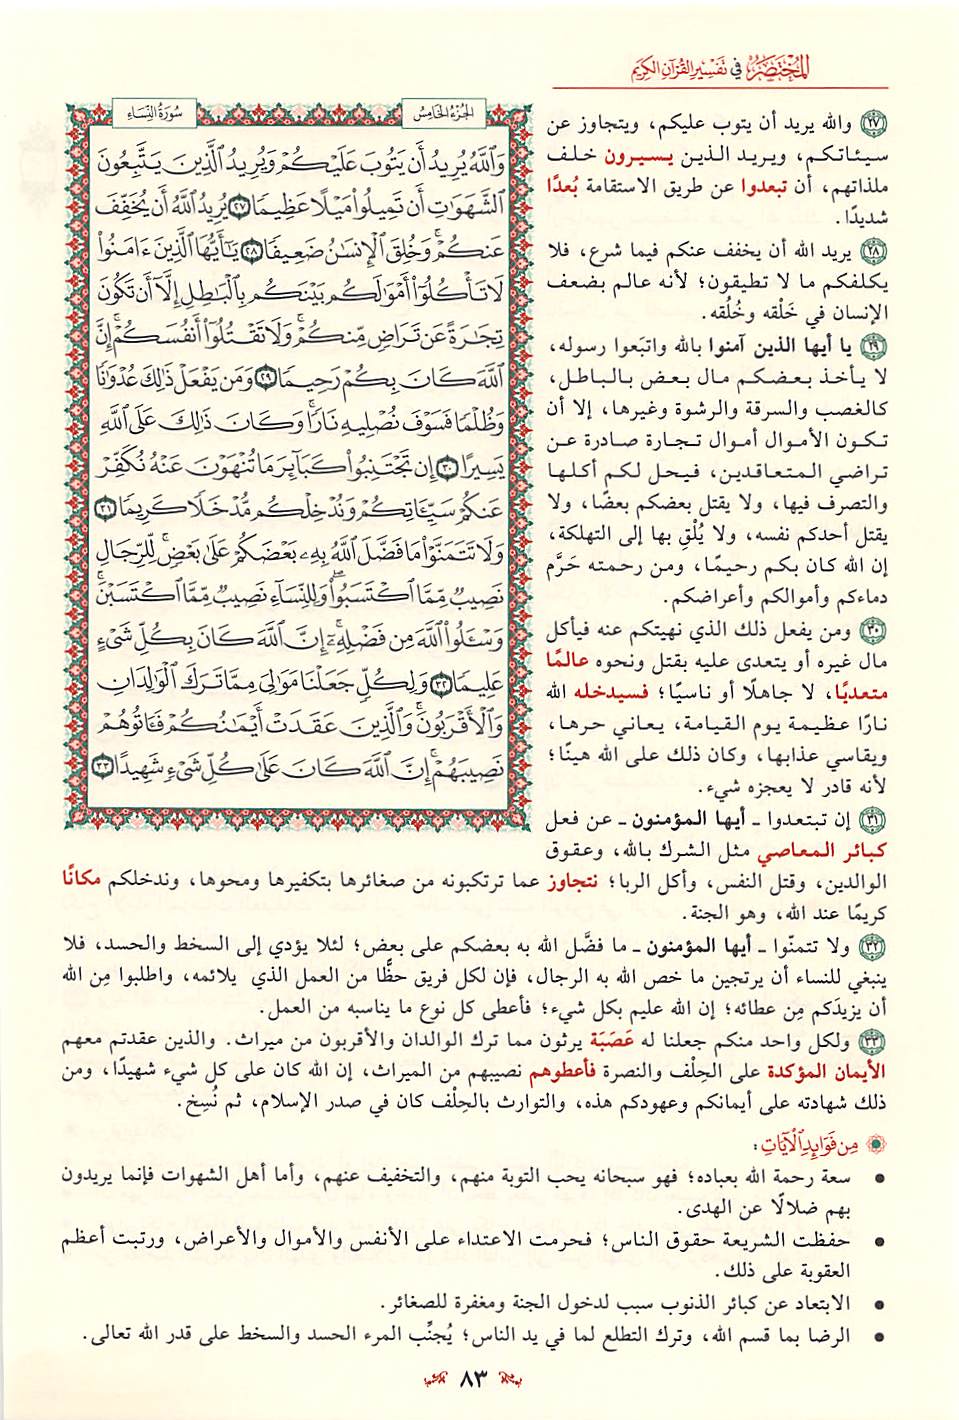 المختصر في تفسير القرآن الكريم
الجزء الخامس
سورة النساء
وَٱللَّهُ يُرِيدُ أَن يَتُوبَ عَلَيْكُمْ وَيُرِيدُ ٱلَّذِينَ يَتَّبِعُونَ
ٱلشَّهَوَٰتِ أَن تَمِيلُوا۟ مَيْلًا عَظِيمًا ٢٧ يُرِيدُ ٱللَّهُ أَن يُخَفِّفَ
عَنكُمْ ۚ وَخُلِقَ ٱلْإِنسَٰنُ ضَعِيفًا ٢٨ يَٰٓأَيُّهَا ٱلَّذِينَ ءَامَنُوا۟
لَا تَأْكُلُوٓا۟ أَمْوَٰلَكُم بَيْنَكُم بِٱلْبَٰطِلِ إِلَّآ أَن تَكُونَ
تِجَٰرَةً عَن تَرَاضٍ مِّنكُمْ ۚ وَلَا تَقْتُلُوٓا۟ أَنفُسَكُمْ ۚ إِنَّ
ٱللَّهَ كَانَ بِكُمْ رَحِيمًا ٢٩ وَمَن يَفْعَلْ ذَٰلِكَ عُدْوَٰنًا
وَظُلْمًا فَسَوْفَ نُصْلِيهِ نَارًا ۚ وَكَانَ ذَٰلِكَ عَلَى ٱللَّهِ
يَسِيرًا ٣٠ إِن تَجْتَنِبُوا۟ كَبَآئِرَ مَا تُنْهَوْنَ عَنْهُ نُكَفِّرْ
عَنكُمْ سَيِّـَٔاتِكُمْ وَنُدْخِلْكُم مُّدْخَلًا كَرِيمًا ٣١
وَلَا تَتَمَنَّوْا۟ مَا فَضَّلَ ٱللَّهُ بِهِۦ بَعْضَكُمْ عَلَىٰ بَعْضٍ ۚ لِّلرِّجَالِ
نَصِيبٌ مِّمَّا ٱكْتَسَبُوا۟ ۖ وَلِلنِّسَآءِ نَصِيبٌ مِّمَّا ٱكْتَسَبْنَ ۚ
وَسْـَٔلُوا۟ ٱللَّهَ مِن فَضْلِهِۦٓ ۗ إِنَّ ٱللَّهَ كَانَ بِكُلِّ شَىْءٍ
عَلِيمًا ٣٢ وَلِكُلٍّ جَعَلْنَا مَوَٰلِىَ مِمَّا تَرَكَ ٱلْوَٰلِدَانِ
وَٱلْأَقْرَبُونَ ۚ وَٱلَّذِينَ عَقَدَتْ أَيْمَٰنُكُمْ فَـَٔاتُوهُمْ
نَصِيبَهُمْ ۚ إِنَّ ٱللَّهَ كَانَ عَلَىٰ كُلِّ شَىْءٍ شَهِيدًا ٣٣
٢٧ والله يريد أن يتوب عليكم، ويتجاوز عن
سيئاتكم، ويريد الذين يسيرون خلف
ملذاتهم، أن تبعدوا عن طريق الاستقامة بُعدًا
شديدًا.
٢٨ يريد الله أن يخفف عنكم فيما شرع، فلا
يكلفكم ما لا تطيقون؛ لأنه عالم بضعف
الإنسان في خَلْقه وخُلُقه.
٢٩ يا أيها الذين آمنوا بالله واتبَعوا رسوله،
لا يأخذ بعضكم مال بعض بالباطل،
كالغصب والسرقة والرشوة وغيرها، إلا أن
تكون الأموال أموال تجارة صادرة عن
تراضي المتعاقدين، فيحل لكم أكلها
والتصرف فيها، ولا يقتل بعضكم بعضًا، ولا
يقتل أحدكم نفسه، ولا يُلْقِ بها إلى التهلكة،
إن الله كان بكم رحيمًا، ومن رحمته حَرَّم
دماءكم وأموالكم وأعراضكم.
٣٠ ومن يفعل ذلك الذي نهيتكم عنه فيأكل
مال غيره أو يتعدى عليه بقتل ونحوه عالمًا
متعديًا، لا جاهلًا أو ناسيًا؛ فسيدخله الله
نارًا عظيمة يوم القيامة، يعاني حرها،
ويقاسي عذابها، وكان ذلك على الله هينًا؛
لأنه قادر لا يعجزه شيء.
٣١ إن تبتعدوا ـ أيها المؤمنون ـ عن فعل
كبائر المعاصي مثل الشرك بالله، وعقوق
الوالدين، وقتل النفس، وأكل الربا؛ نتجاوز عما ترتكبونه من صغائرها بتكفيرها ومحوها، وندخلكم مكانًا
كريمًا عند الله، وهو الجنة.
٣٢ ولا تتمنّوا ـ أيها المؤمنون ـ ما فضَّل الله به بعضكم على بعض؛ لئلا يؤدي إلى السخط والحسد، فلا
ينبغي للنساء أن يرتجين ما خص الله به الرجال، فإن لكل فريق حظًّا من العمل الذي يلائمه، واطلبوا مِن الله
أن يزيدَكم مِن عطائه؛ إن الله عليم بكل شيء؛ فأعطى كل نوع ما يناسبه من العمل.
٣٣ ولكل واحد منكم جعلنا له عَصَبَة يرثون مما ترك الوالدان والأقربون من ميراث. والذين عقدتم معهم
الأيمان المؤكدة على الحِلْف والنصرة فأعطوهم نصيبهم من الميراث، إن الله كان على كل شيء شهيدًا، ومن
ذلك شهادته على أيمانكم وعهودكم هذه، والتوارث بالحِلْف كان في صدر الإسلام، ثم نُسِخ.
من فوائد الآيات:
• سعة رحمة الله بعباده؛ فهو سبحانه يحب التوبة منهم، والتخفيف عنهم، وأما أهل الشهوات فإنما يريدون
بهم ضلالًا عن الهدى.
• حفظت الشريعة حقوق الناس؛ فحرمت الاعتداء على الأنفس والأموال والأعراض، ورتبت أعظم
العقوبة على ذلك.
• الابتعاد عن كبائر الذنوب سبب لدخول الجنة ومغفرة للصغائر.
• الرضا بما قسم الله، وترك التطلع لما في يد الناس؛ يُجنِّب المرء الحسد والسخط على قدر الله تعالى.
٨٣